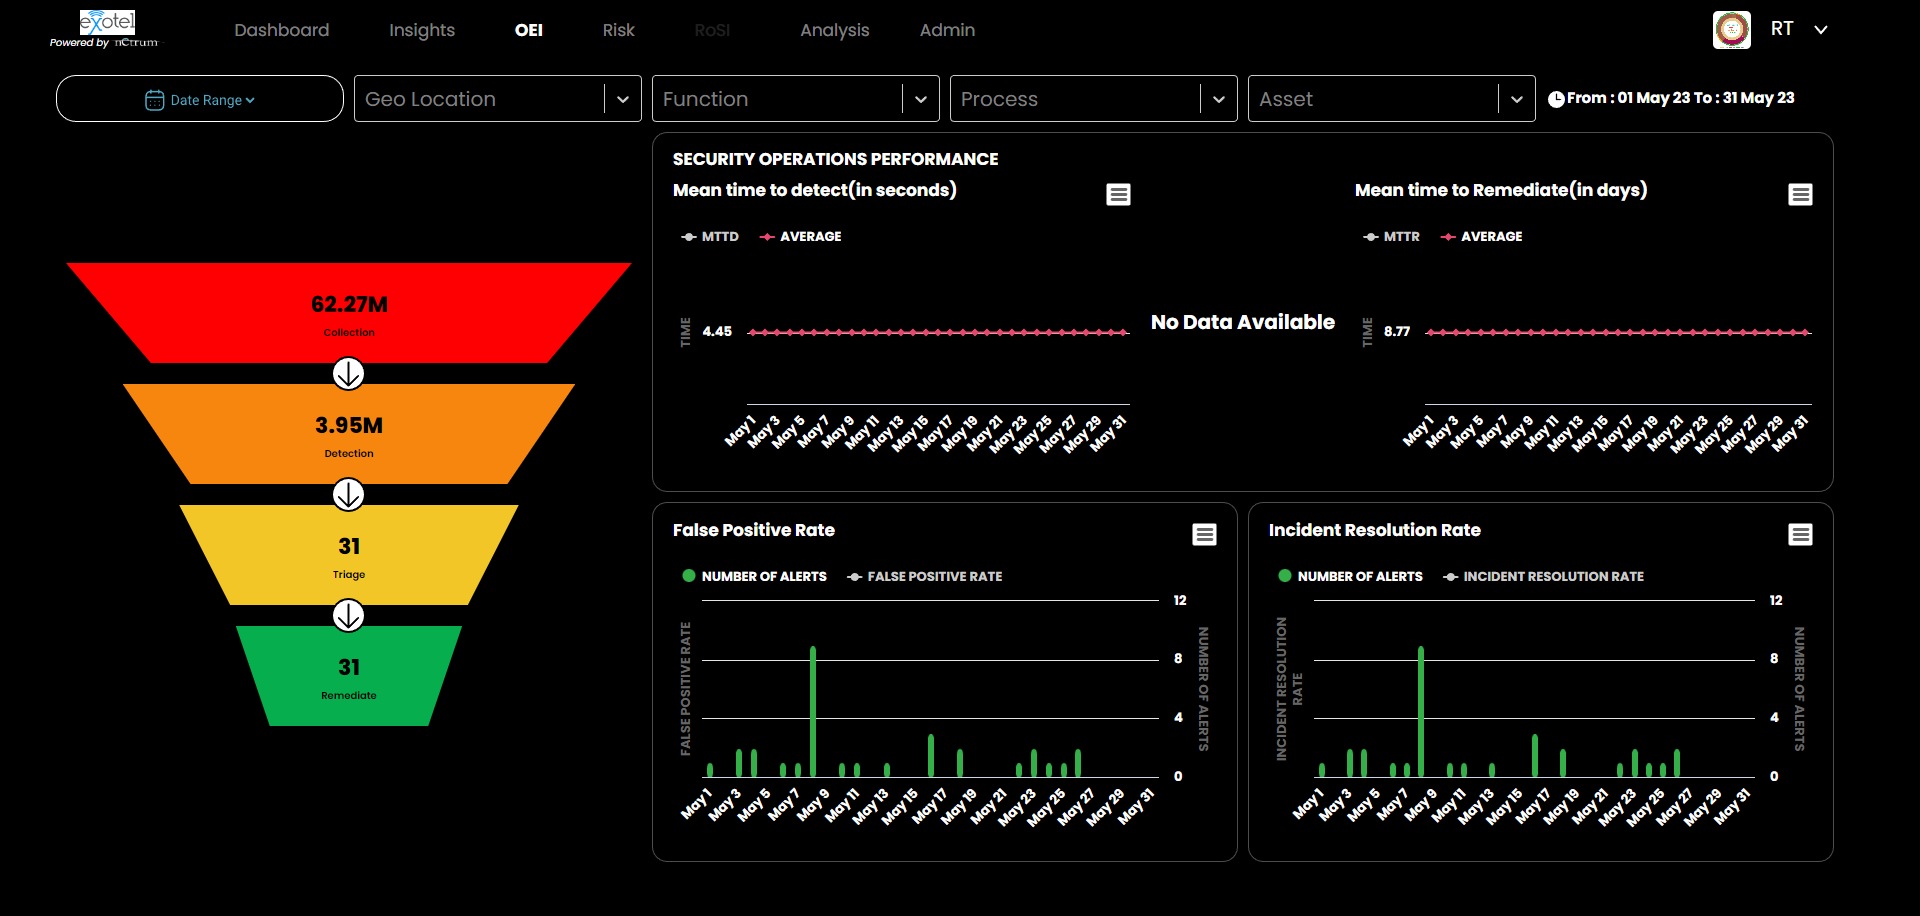 exotel
Powered by nCtrum
Dashboard
Insights
OEI
Risk
RoSI
Analysis
Admin
RT
Date Range
Geo Location
Function
Process
Asset
From : 01 May 23 To : 31 May 23
62.27M
Collection
3.95M
Detection
31
Triage
31
Remediate
SECURITY OPERATIONS PERFORMANCE
Mean time to detect(in seconds)
MTTD
AVERAGE
TIME
4.45
May 1
May 3
May 5
May 7
May 9
May 11
May 13
May 15
May 17
May 19
May 21
May 23
May 25
May 27
May 29
May 31
No Data Available
Mean time to Remediate(in days)
MTTR
AVERAGE
TIME
8.77
May 1
May 3
May 5
May 7
May 9
May 11
May 13
May 15
May 17
May 19
May 21
May 23
May 25
May 27
May 29
May 31
False Positive Rate
NUMBER OF ALERTS
FALSE POSITIVE RATE
FALSE POSITIVE RATE
12
8
4
0
NUMBER OF ALERTS
May 1
May 3
May 5
May 7
May 9
May 11
May 13
May 15
May 17
May 19
May 21
May 23
May 25
May 27
May 29
May 31
Incident Resolution Rate
NUMBER OF ALERTS
INCIDENT RESOLUTION RATE
INCIDENT RESOLUTION
RATE
12
8
4
0
NUMBER OF ALERTS
May 1
May 3
May 5
May 7
May 9
May 11
May 13
May 15
May 17
May 19
May 21
May 23
May 25
May 27
May 29
May 31